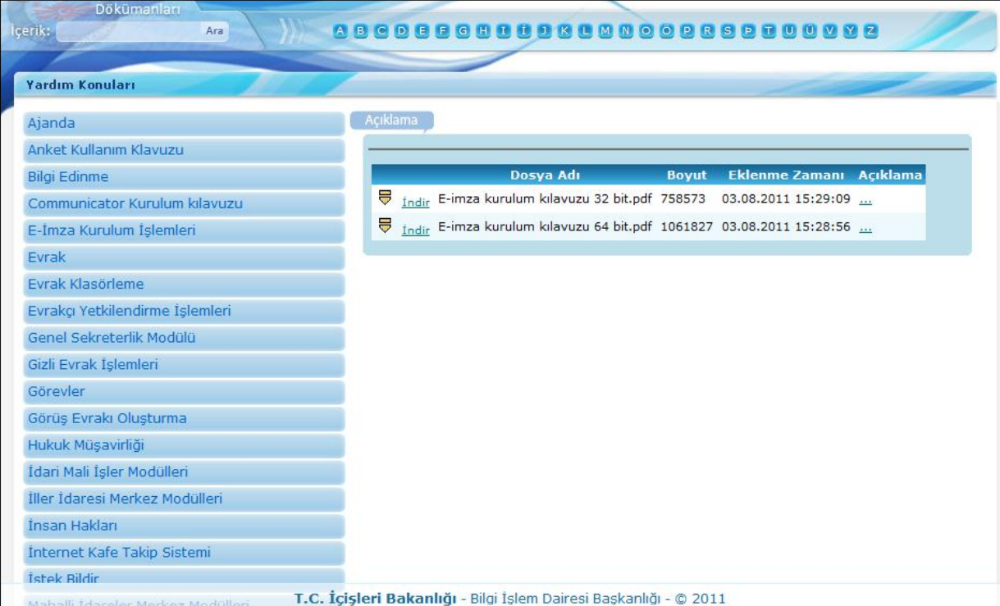 Dökümanları
İçerik: Ara
A B C D E F G H I İ J K L M N O Ö P R S Þ T U Ü V Y Z
Yardım Konuları
Ajanda
Anket Kullanım Klavuzu
Bilgi Edinme
Communicator Kurulum kılavuzu
E-İmza Kurulum İşlemleri
Evrak
Evrak Klasörleme
Evrakçı Yetkilendirme İşlemleri
Genel Sekreterlik Modülü
Gizli Evrak İşlemleri
Görevler
Görüş Evrakı Oluşturma
Hukuk Müşavirliği
İdari Mali İşler Modülleri
İller İdaresi Merkez Modülleri
İnsan Hakları
İnternet Kafe Takip Sistemi
İstek Bildir
Mahalli İdareler Merkez Modülleri
Açıklama
Dosya Adı Boyut Eklenme Zamanı Açıklama
İndir E-imza kurulum kılavuzu 32 bit.pdf 758573 03.08.2011 15:29:09 ...
İndir E-imza kurulum kılavuzu 64 bit.pdf 1061827 03.08.2011 15:28:56 ...
T.C. İçişleri Bakanlığı - Bilgi İşlem Dairesi Başkanlığı - © 2011